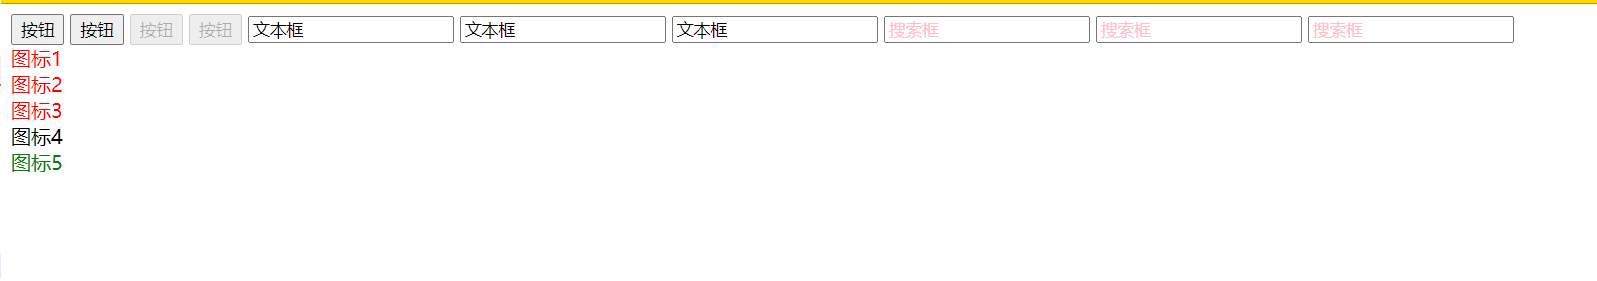 按钮 按钮 按钮 按钮 文本框 文本框 文本框 搜索框 搜索框 搜索框
图标1
图标2
图标3
图标4
图标5